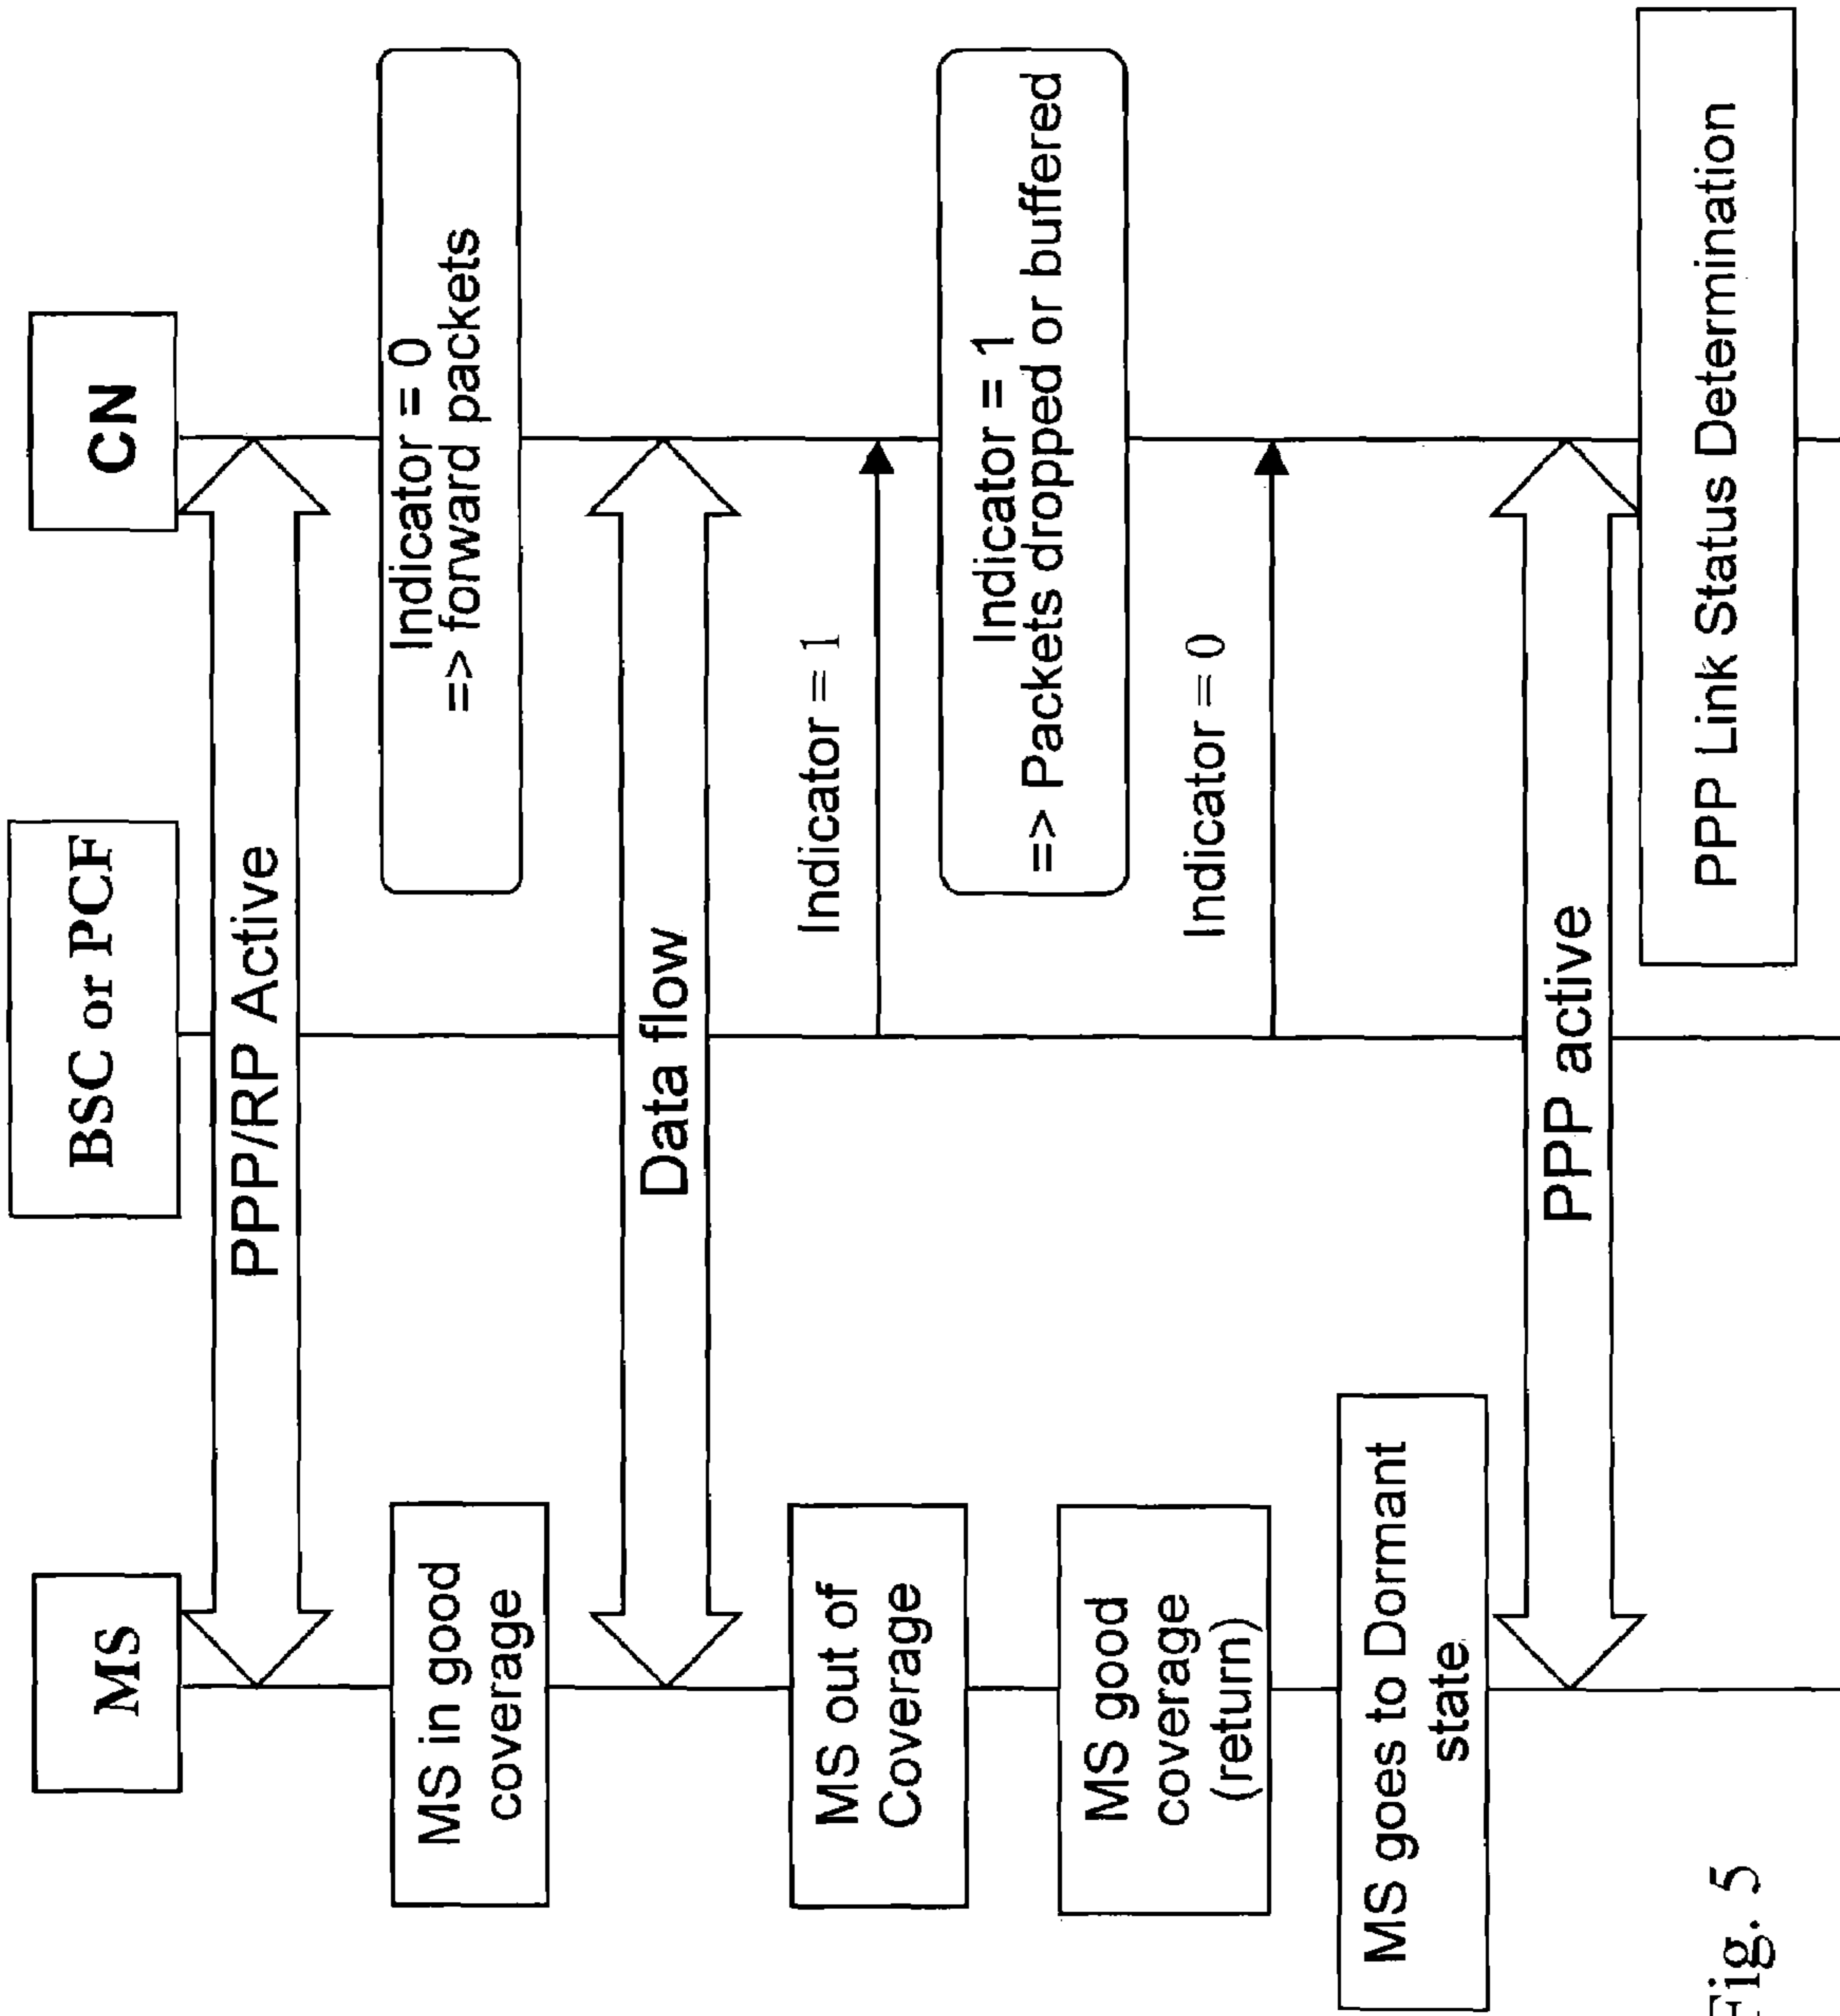 MS
BSC or PCF
CN
PPP/RP Active
MS in good
coverage
Indicator = 0
=> forward packets
Data flow
MS out of
Coverage
Indicator = 1
Indicator = 1
=> Packets dropped or buffered
MS good
coverage
(return)
Indicator = 0
MS goes to Dormant
state
PPP active
PPP Link Status Determination
Fig. 5